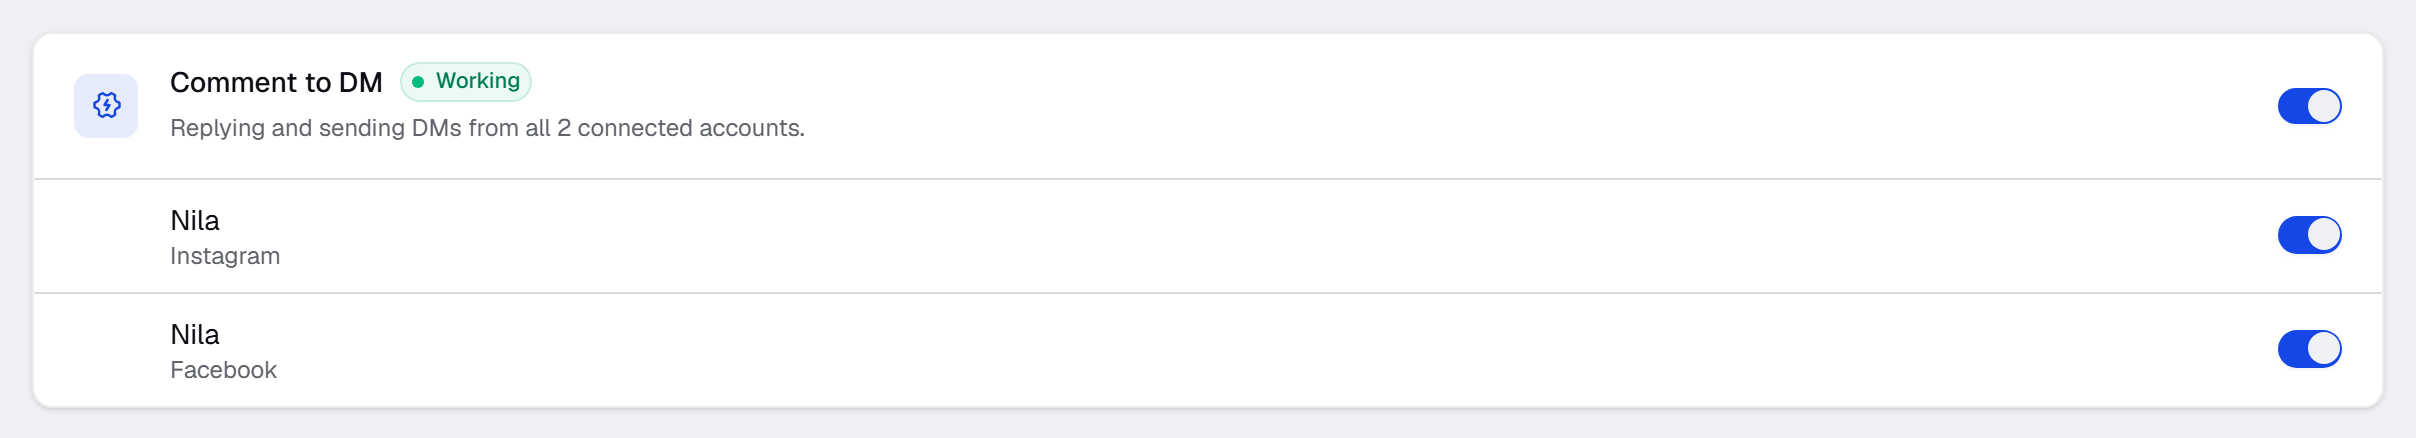 Comment to DM
Working
Replying and sending DMs from all 2 connected accounts.
Nila
Instagram
Nila
Facebook